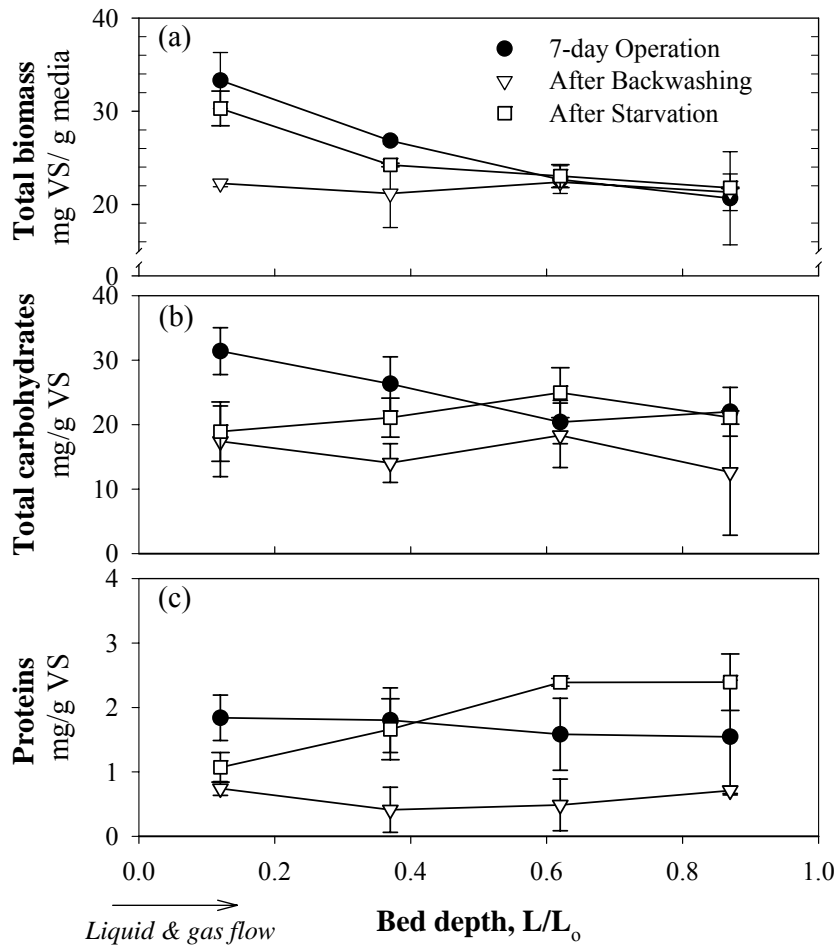 (a)
7-day Operation
After Backwashing
After Starvation
Total biomass
mg VS/ g media
40
30
20
0
(b)
Total carbohydrates
mg/g VS
40
30
20
10
0
(c)
Proteins
mg/g VS
4
3
2
1
0
0.0 0.2 0.4 0.6 0.8 1.0
Liquid & gas flow
Bed depth, L/Lo